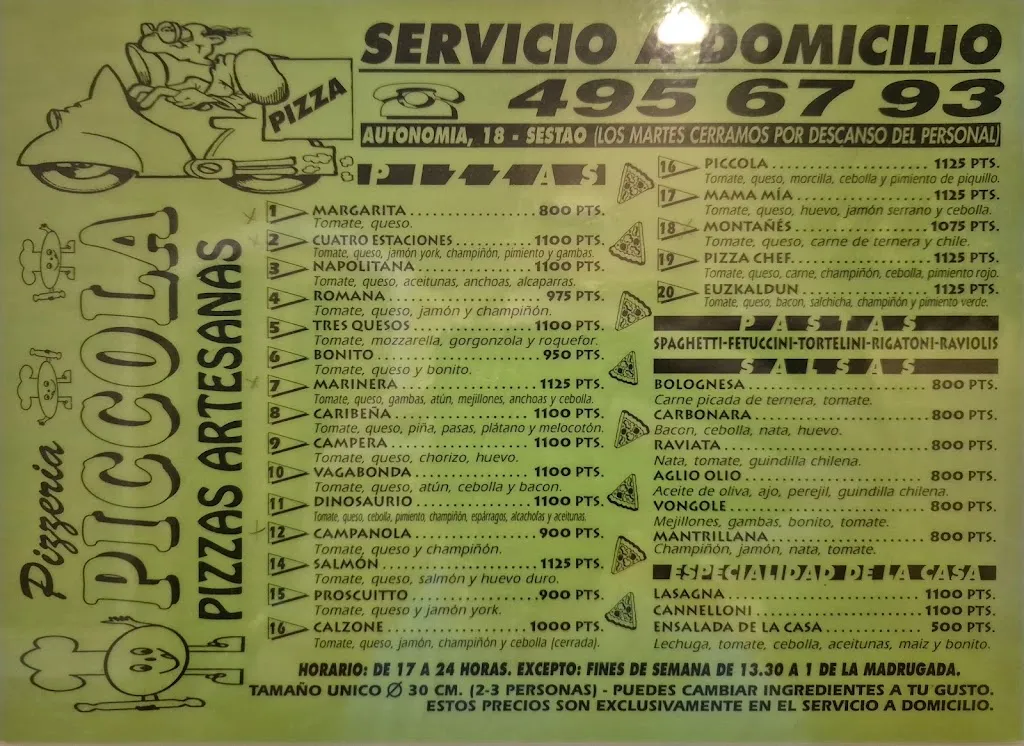 SERVICIO A DOMICILIO
495 67 93
AUTONOMIA, 18 - SESTAO (LOS MARTES CERRAMOS POR DESCANSO DEL PERSONAL)
PIZZA
Pizzeria
PICCOLA
PIZZAS ARTESANAS
PIZZAS
1 MARGARITA .......... 800 PTS.
Tomate, queso.
2 CUATRO ESTACIONES .......... 1100 PTS.
Tomate, queso, jamón york, champiñón, pimiento y gambas.
3 NAPOLITANA .......... 1100 PTS.
Tomate, queso, aceitunas, anchoas, alcaparras.
4 ROMANA .......... 975 PTS.
Tomate, queso, jamón y champiñón.
5 TRES QUESOS .......... 1100 PTS.
Tomate, mozzarella, gorgonzola y roquefor.
6 BONITO .......... 950 PTS.
Tomate, queso y bonito.
7 MARINERA .......... 1125 PTS.
Tomate, queso, gambas, atún, mejillones, anchoas y cebolla.
8 CARIBEÑA .......... 1100 PTS.
Tomate, queso, piña, pasas, plátano y melocotón.
9 CAMPERA .......... 1100 PTS.
Tomate, queso, chorizo, huevo.
10 VAGABONDA .......... 1100 PTS.
Tomate, queso, atún, cebolla y bacon.
11 DINOSAURIO .......... 1100 PTS.
Tomate, queso, cebolla, pimiento, champiñón, espárragos, alcachofas y aceitunas.
12 CAMPANOLA .......... 900 PTS.
Tomate, queso y champiñón.
14 SALMÓN .......... 1125 PTS.
Tomate, queso, salmón y huevo duro.
15 PROSCUITTO .......... 900 PTS.
Tomate, queso y jamón york.
16 CALZONE .......... 1000 PTS.
Tomate, queso, jamón, champiñón y cebolla (cerrada).
16 PICCOLA .......... 1125 PTS.
Tomate, queso, morcilla, cebolla y pimiento de piquillo.
17 MAMA MÍA .......... 1125 PTS.
Tomate, queso, huevo, jamón serrano y cebolla.
18 MONTAÑÉS .......... 1075 PTS.
Tomate, queso, carne de ternera y chile.
19 PIZZA CHEF .......... 1125 PTS.
Tomate, queso, carne, champiñón, cebolla, pimiento rojo.
20 EUZKALDUN .......... 1125 PTS.
Tomate, queso, bacon, salchicha, champiñón y pimiento verde.
PASTAS
SPAGHETTI-FETUCCINI-TORTELINI-RIGATONI-RAVIOLIS
SALSAS
BOLOGNESA .......... 800 PTS.
Carne picada de ternera, tomate.
CARBONARA .......... 800 PTS.
Bacon, cebolla, nata, huevo.
RAVIATA .......... 800 PTS.
Nata, tomate, guindilla chilena.
AGLIO OLIO .......... 800 PTS.
Aceite de oliva, ajo, perejil, guindilla chilena.
VONGOLE .......... 800 PTS.
Mejillones, gambas, bonito, tomate.
MANTRILLANA .......... 800 PTS.
Champiñón, jamón, nata, tomate.
ESPECIALIDAD DE LA CASA
LASAGNA .......... 1100 PTS.
CANNELLONI .......... 1100 PTS.
ENSALADA DE LA CASA .......... 500 PTS.
Lechuga, tomate, cebolla, aceitunas, maiz y bonito.
HORARIO: DE 17 A 24 HORAS. EXCEPTO: FINES DE SEMANA DE 13.30 A 1 DE LA MADRUGADA.
TAMAÑO UNICO Ø 30 CM. (2-3 PERSONAS) - PUEDES CAMBIAR INGREDIENTES A TU GUSTO.
ESTOS PRECIOS SON EXCLUSIVAMENTE EN EL SERVICIO A DOMICILIO.